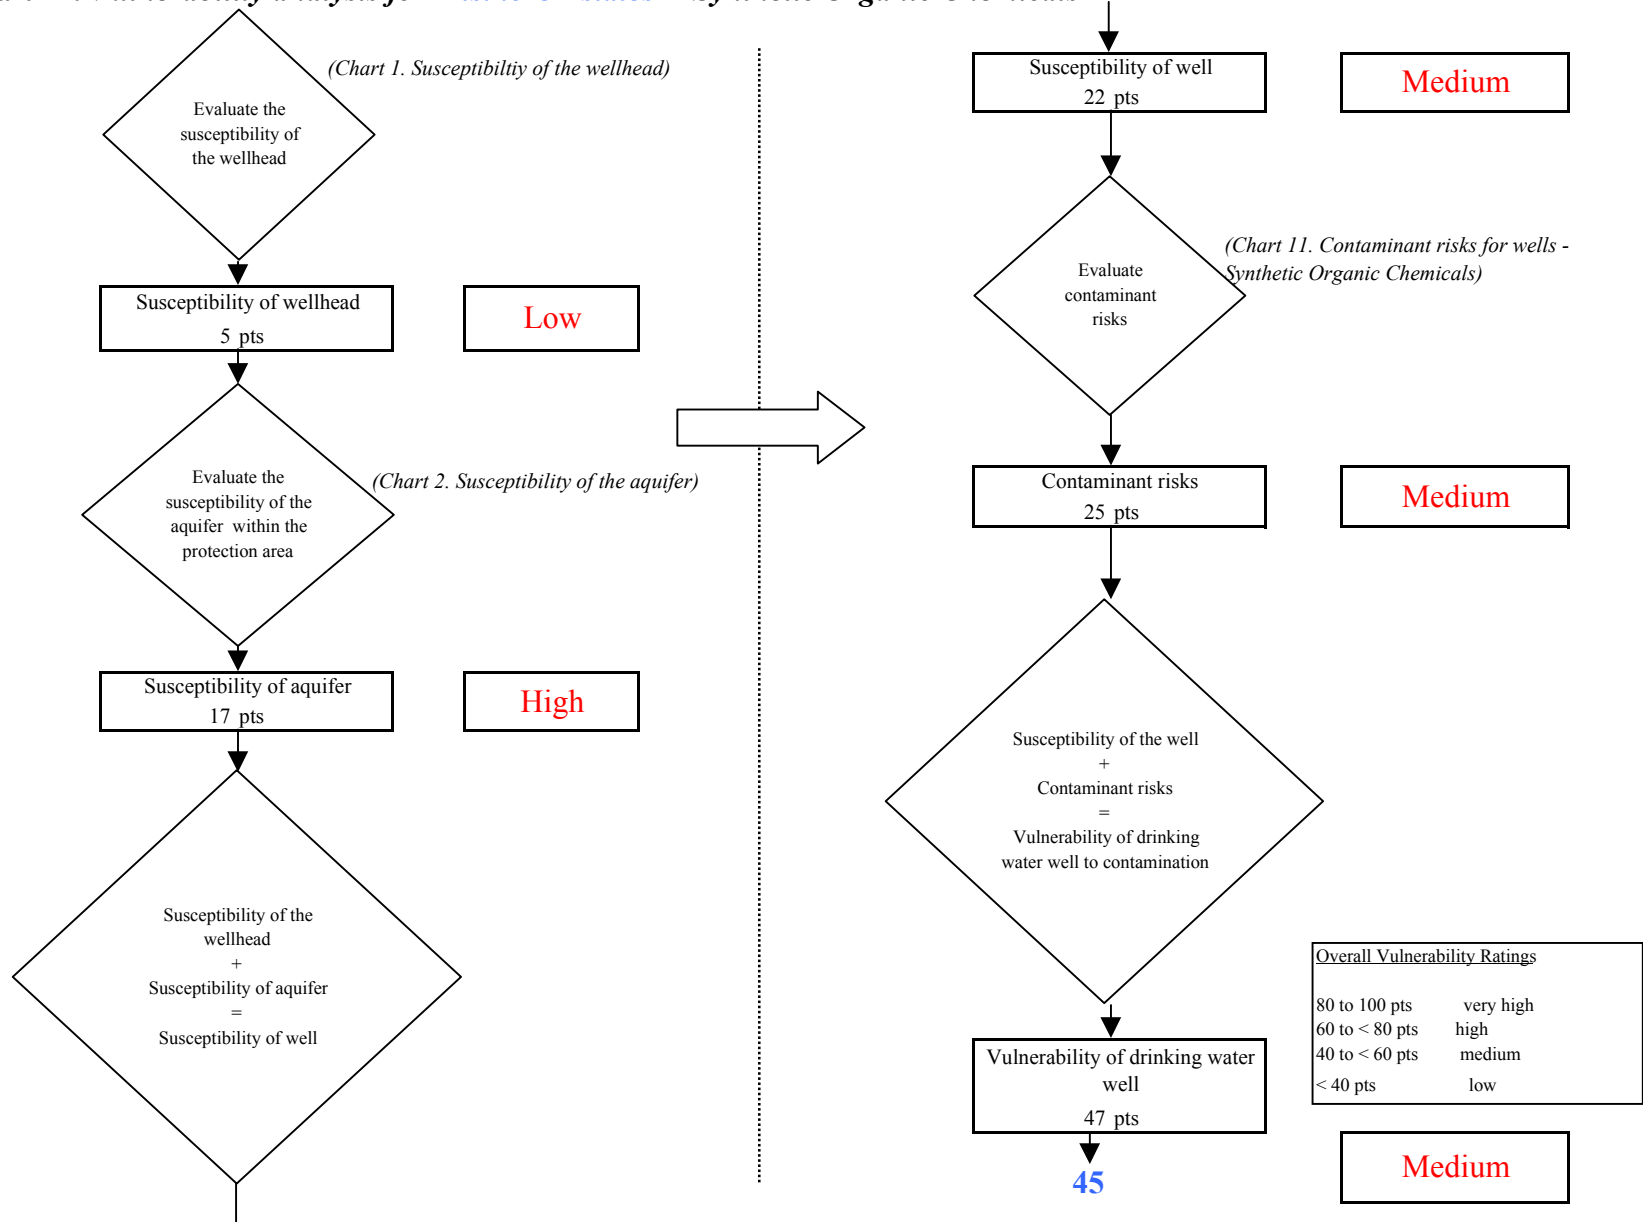 (Chart 1. Susceptibiltiy of the wellhead)
Evaluate the
susceptibility of
the wellhead
Susceptibility of wellhead
5 pts
Low
Evaluate the
susceptibility of the
aquifer within the
protection area
(Chart 2. Susceptibility of the aquifer)
Susceptibility of aquifer
17 pts
High
Susceptibility of the
wellhead
+
Susceptibility of aquifer
=
Susceptibility of well
Susceptibility of well
22 pts
Medium
Evaluate
contaminant
risks
(Chart 11. Contaminant risks for wells -
Synthetic Organic Chemicals)
Contaminant risks
25 pts
Medium
Susceptibility of the well
+
Contaminant risks
=
Vulnerability of drinking
water well to contamination
Overall Vulnerability Ratings
80 to 100 pts very high
60 to < 80 pts high
40 to < 60 pts medium
< 40 pts low
Vulnerability of drinking water
well
47 pts
45
Medium